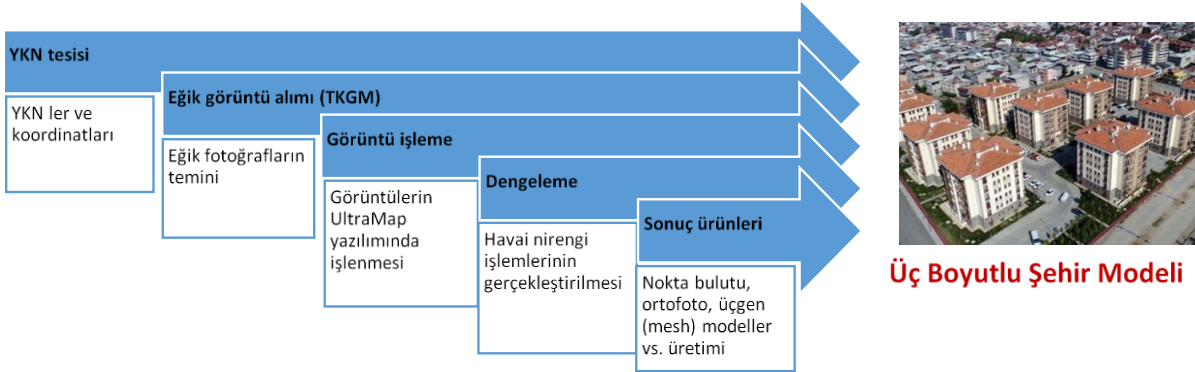 YKN tesisi
YKN ler ve
koordinatları
Eğik görüntü alımı (TKGM)
Eğik fotoğrafların
temini
Görüntü işleme
Görüntülerin
UltraMap
yazılımında
işlenmesi
Dengeleme
Havai nirengi
işlemlerinin
gerçekleştirilmesi
Sonuç ürünleri
Nokta bulutu,
ortofoto, üçgen
(mesh) modeller
vs. üretimi
Üç Boyutlu Şehir Modeli